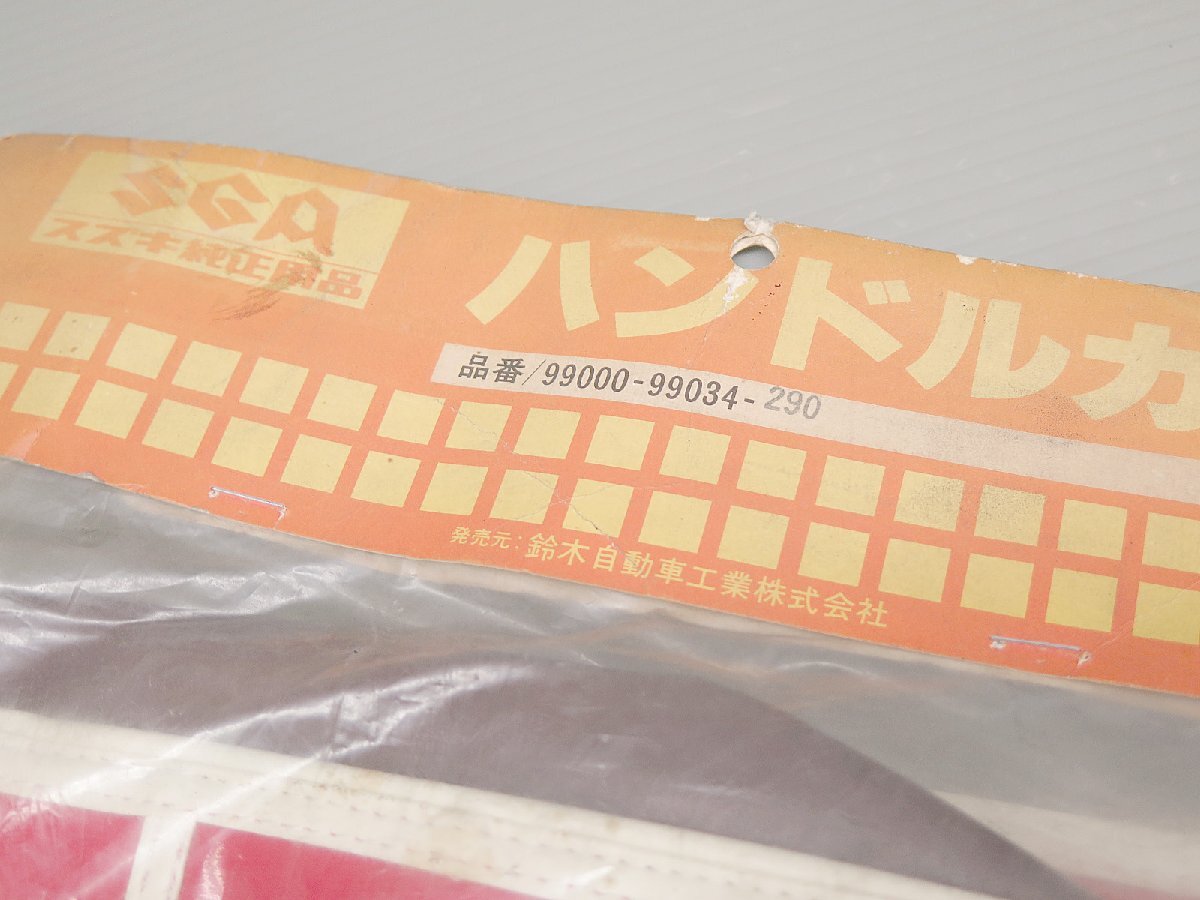 SGA
スズキ純正用品
ハンドルカ
品番/99000-99034-290
発売元:鈴木自動車工業株式会社